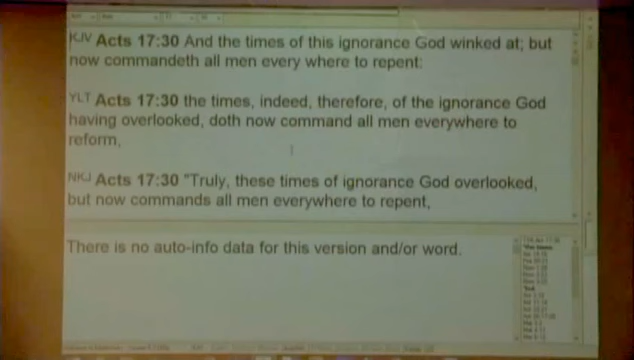 KJV Acts 17:30 And the times of this ignorance God winked at; but
now commandeth all men every where to repent:
YLT Acts 17:30 the times, indeed, therefore, of the ignorance God
having overlooked, doth now command all men everywhere to
reform,
NKJ Acts 17:30 "Truly, these times of ignorance God overlooked,
but now commands all men everywhere to repent,
There is no auto-info data for this version and/or word.